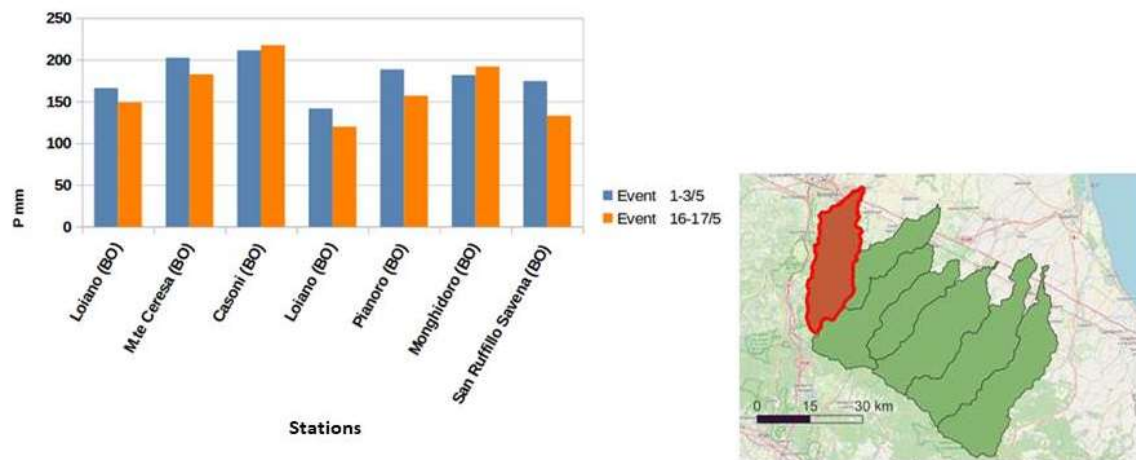 250
200
150
100
50
0
P mm
Loiano (BO)
M.te Ceresa (BO)
Casoni (BO)
Loiano (BO)
Pianoro (BO)
Monghidoro (BO)
San Ruffillo Savena (BO)
Stations
Event 1-3/5
Event 16-17/5
0 15 30 km